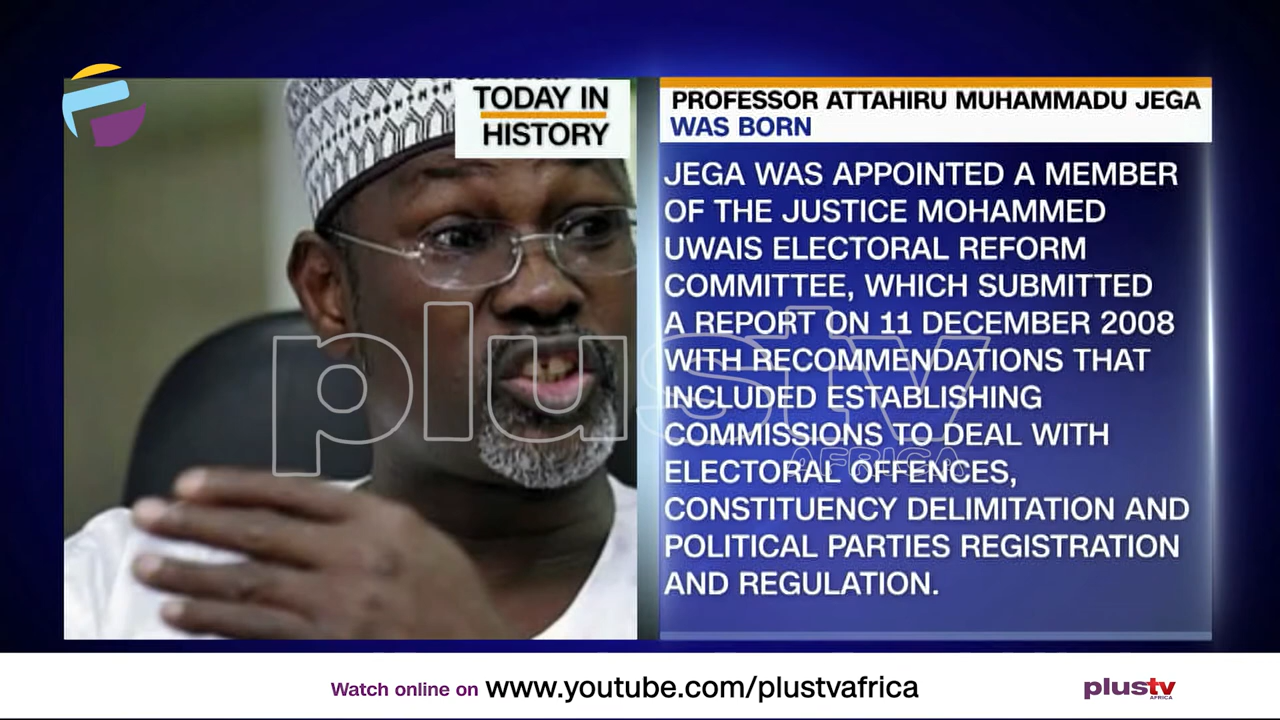 TODAY IN
HISTORY
PROFESSOR ATTAHIRU MUHAMMADU JEGA
WAS BORN
JEGA WAS APPOINTED A MEMBER
OF THE JUSTICE MOHAMMED
UWAIS ELECTORAL REFORM
COMMITTEE, WHICH SUBMITTED
A REPORT ON 11 DECEMBER 2008
WITH RECOMMENDATIONS THAT
INCLUDED ESTABLISHING
COMMISSIONS TO DEAL WITH
ELECTORAL OFFENCES,
CONSTITUENCY DELIMITATION AND
POLITICAL PARTIES REGISTRATION
AND REGULATION.
plustv
AFRICA
Watch online on www.youtube.com/plustvafrica
plustv
AFRICA